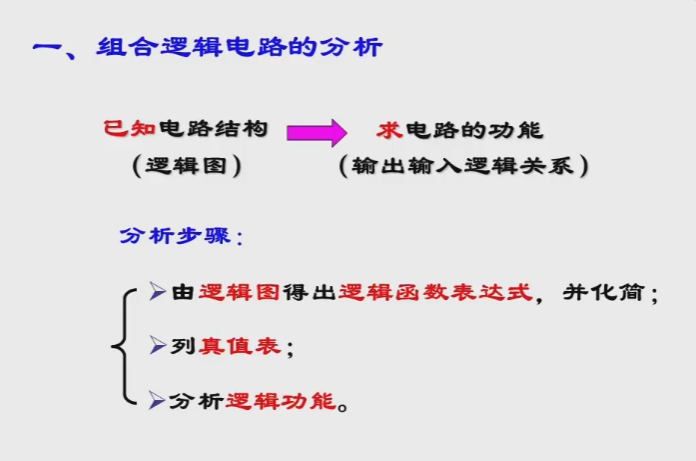 一、组合逻辑电路的分析
已知电路结构 求电路的功能
（逻辑图） （输出输入逻辑关系）
分析步骤：
由逻辑图得出逻辑函数表达式，并化简；
列真值表；
分析逻辑功能。